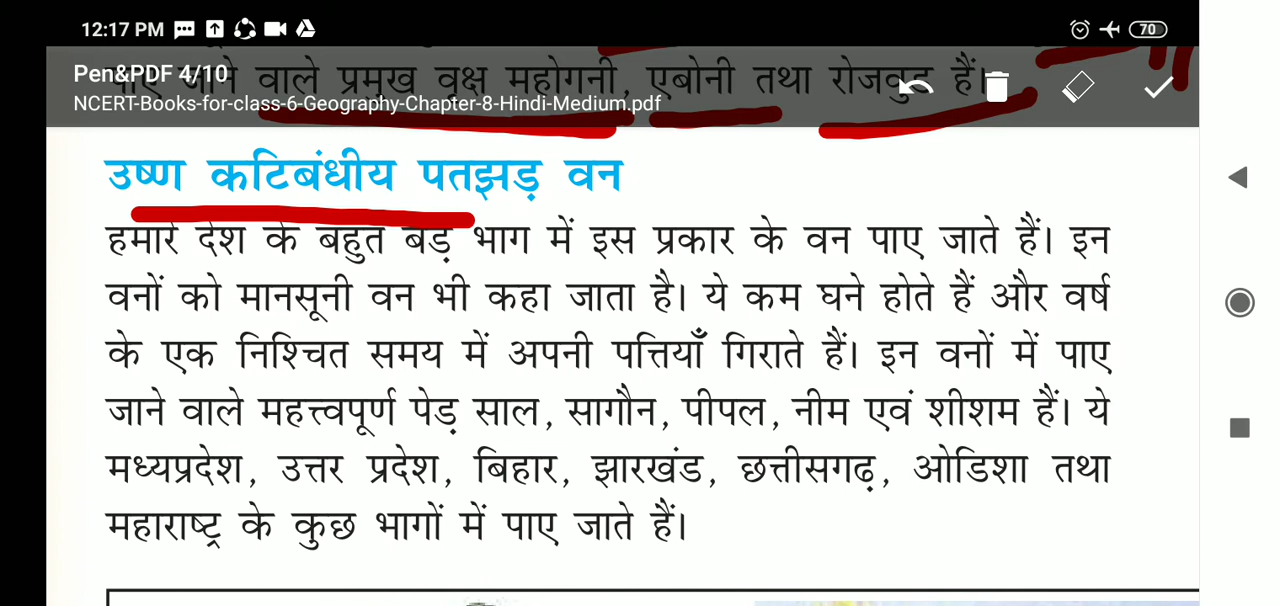 12:17 PM
70
Pen&PDF 4/10
पाए जाने वाले प्रमुख वृक्ष महोगनी, एबोनी तथा रोजवुड हैं।
NCERT-Books-for-class-6-Geography-Chapter-8-Hindi-Medium.pdf
उष्ण कटिबंधीय पतझड़ वन
हमारे देश के बहुत बड़े भाग में इस प्रकार के वन पाए जाते हैं। इन
वनों को मानसूनी वन भी कहा जाता है। ये कम घने होते हैं और वर्ष
के एक निश्चित समय में अपनी पत्तियाँ गिराते हैं। इन वनों में पाए
जाने वाले महत्त्वपूर्ण पेड़ साल, सागौन, पीपल, नीम एवं शीशम हैं। ये
मध्यप्रदेश, उत्तर प्रदेश, बिहार, झारखंड, छत्तीसगढ़, ओडिशा तथा
महाराष्ट्र के कुछ भागों में पाए जाते हैं।